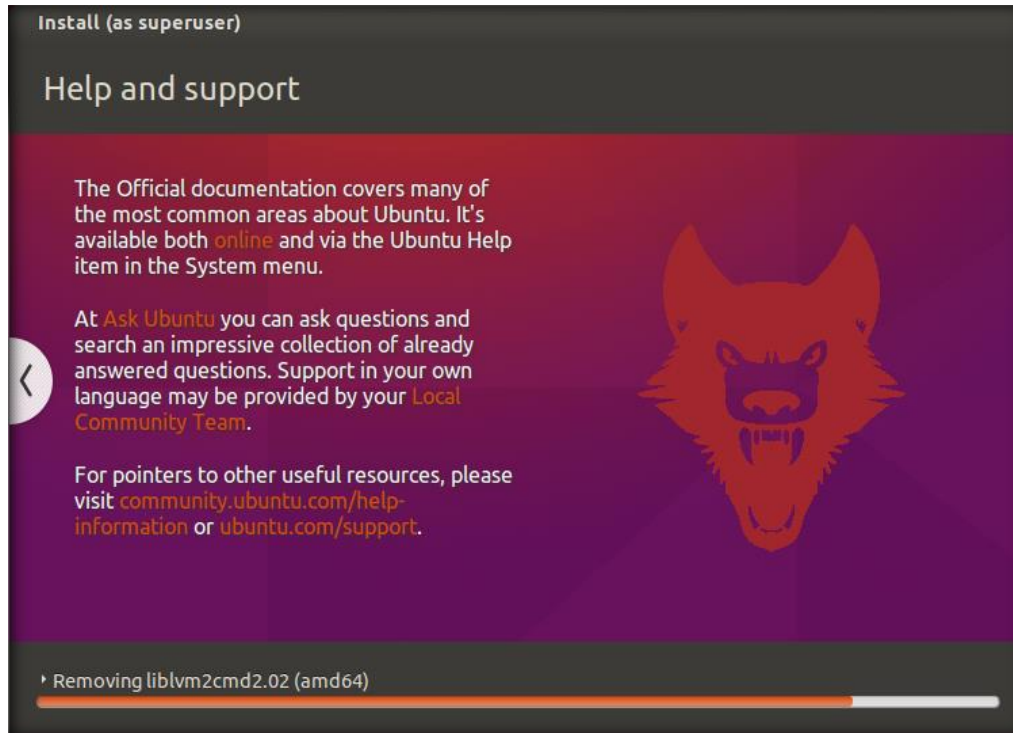 Install (as superuser)
Help and support
The Official documentation covers many of
the most common areas about Ubuntu. It's
available both online and via the Ubuntu Help
item in the System menu.
At Ask Ubuntu you can ask questions and
search an impressive collection of already
answered questions. Support in your own
language may be provided by your Local
Community Team.
For pointers to other useful resources, please
visit community.ubuntu.com/help-
information or ubuntu.com/support.
Removing liblvm2cmd2.02 (amd64)